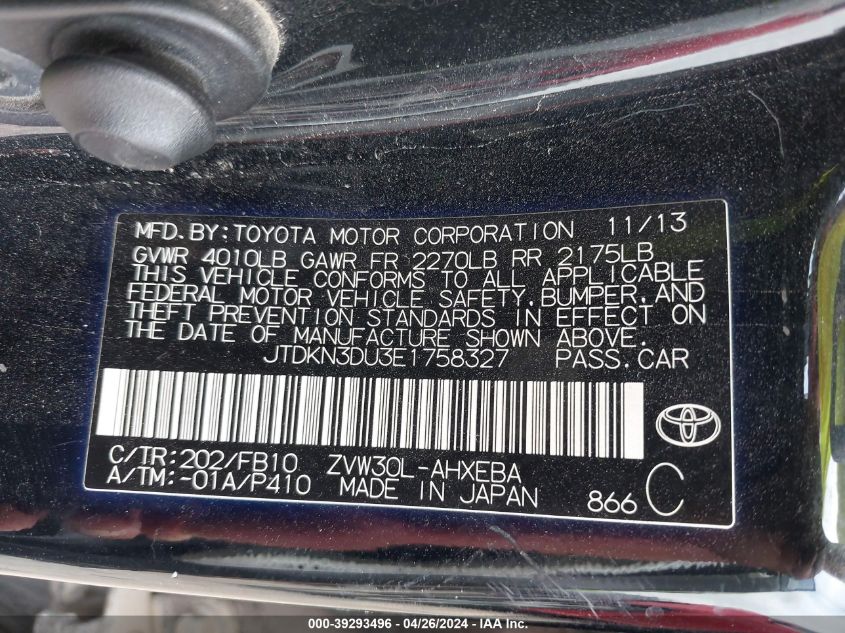 MFD. BY: TOYOTA MOTOR CORPORATION 11/13
GVWR 4010LB GAWR FR 2270LB RR 2175LB
THIS VEHICLE CONFORMS TO ALL APPLICABLE
FEDERAL MOTOR VEHICLE SAFETY, BUMPER, AND
THEFT PREVENTION STANDARDS IN EFFECT ON
THE DATE OF MANUFACTURE SHOWN ABOVE.
JTDKN3DU3E1758327 PASS. CAR
C/TR: 202/FB10 ZVW30L-AHXEBA
A/TM: -01A/P410 MADE IN JAPAN 866 C
000-39293496 - 04/26/2024 - IAA Inc.